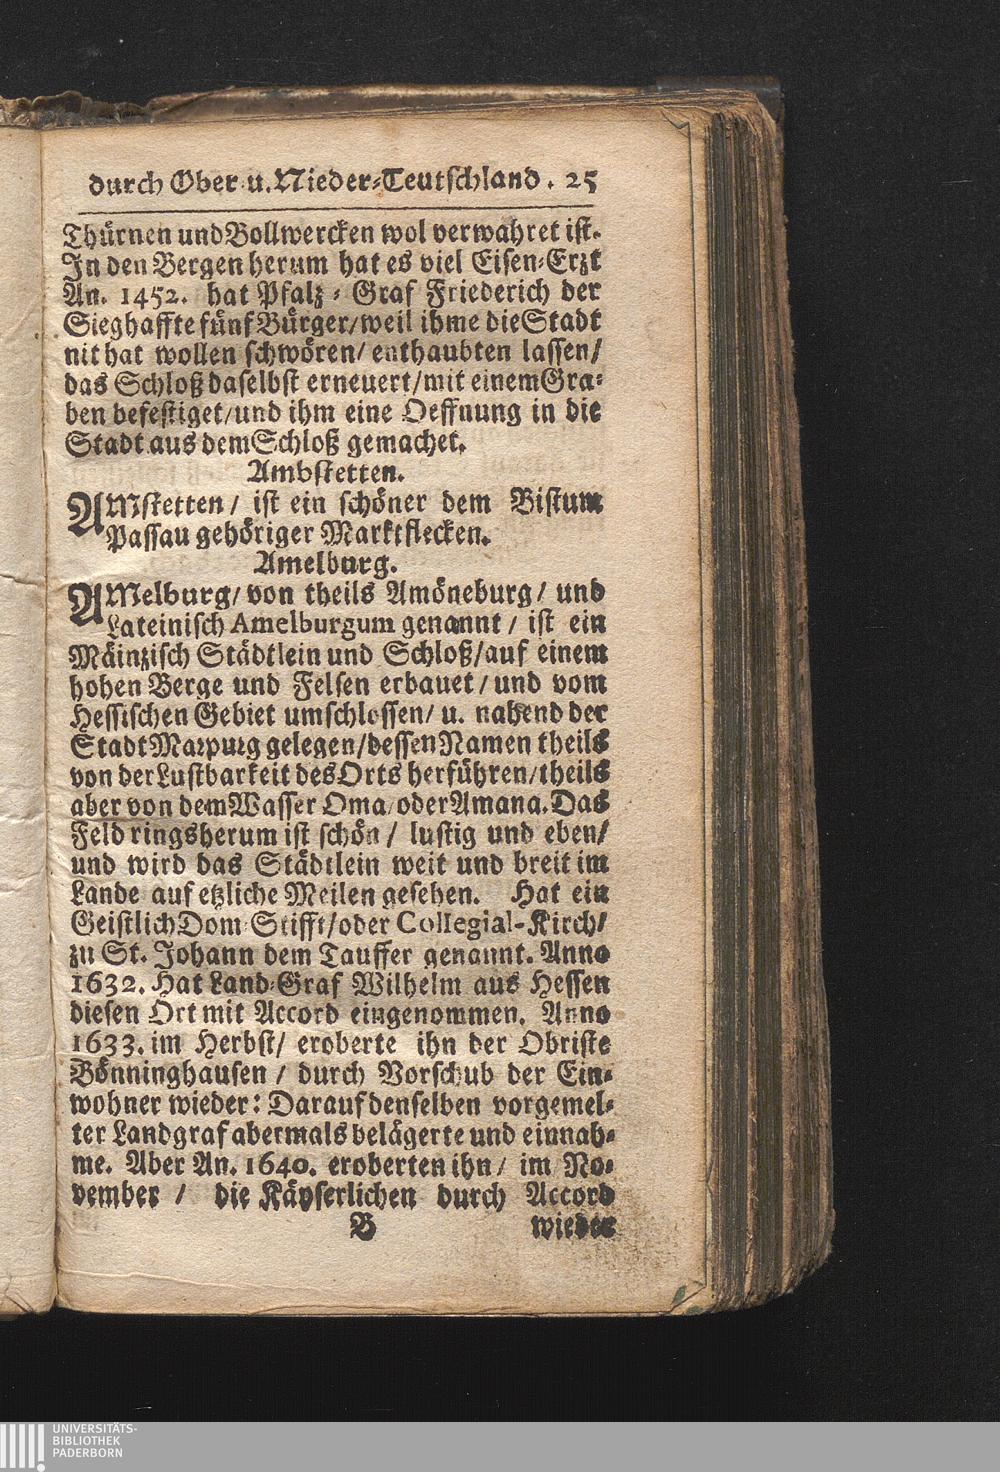 durch Ober u. Nieder-Teutschland. 25
Thürnen und Bollwercken wol verwahret ist.
In den Bergen herum hat es viel Eisen-Erzt
An. 1452. hat Pfalz-Graf Friederich der
Sieghaffte fünf Bürger/weil ihme die Stadt
nit hat wollen schwören/ enthaubten lassen/
das Schloß daselbst erneuert/mit einem Gra-
ben befestiget/und ihm eine Oeffnung in die
Stadt aus dem Schloß gemachet.
Ambstetten.
AMstetten/ ist ein schöner dem Bistum
Passau gehöriger Marktflecken.
Amelburg.
AMelburg/ von theils Amöneburg/ und
Lateinisch Amelburgum genannt/ ist ein
Mäinzisch Städtlein und Schloß/auf einem
hohen Berge und Felsen erbauet/und vom
Hessischen Gebiet umschlossen/ u. nahend der
Stadt Marpurg gelegen/dessen Namen theils
von der Lustbarkeit des Orts herführen/theils
aber von dem Wasser Oma/oder Amana. Das
Feld ringsherum ist schön/ lustig und eben/
und wird das Städtlein weit und breit im
Lande auf etzliche Meilen gesehen. Hat ein
Geistlich Dom-Stifft/oder Collegial-Kirch/
zu St. Johann dem Tauffer genannt. Anno
1632. Hat Land-Graf Wilhelm aus Hessen
diesen Ort mit Accord eingenommen. Anno
1633. im Herbst/ eroberte ihn der Obriste
Bönninghausen/ durch Vorschub der Ein-
wohner wieder: Darauf denselben vorgemel-
ter Landgraf abermals belägerte und einnah-
me. Aber An. 1640. eroberten ihn/ im No-
vember/ die Käyserlichen durch Accord
B wieder
UNIVERSITÄTS-
BIBLIOTHEK
PADERBORN